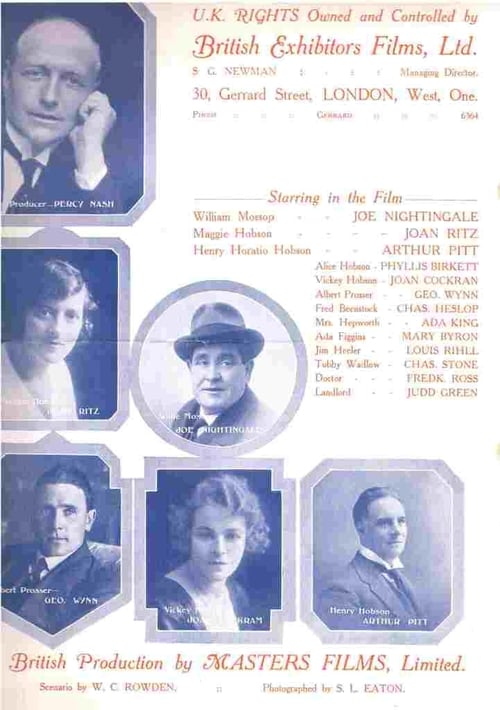 U.K. RIGHTS Owned and Controlled by
British Exhibitors Films, Ltd.
S G. NEWMAN : : : : Managing Director.
30, Gerrard Street, LONDON, West, One.
GERRARD 6364
Producer—PERCY NASH
Starring in the Film
William Mossop - - JOE NIGHTINGALE
Maggie Hobson - - - JOAN RITZ
Henry Horatio Hobson - - ARTHUR PITT
Alice Hobson - PHYLLIS BIRKETT
Vickey Hobson - JOAN COCKRAN
Albert Prosser - - GEO. WYNN
Fred Beenstock - CHAS. HESLOP
Mrs. Hepworth - - ADA KING
Ada Figgins - - MARY BYRON
Jim Heeler - - LOUIS RIHLL
Tubby Wadlow - CHAS. STONE
Doctor - - - FREDK. ROSS
Landlord - - JUDD GREEN
RITZ
JOE NIGHTINGALE
bert Prosser—
GEO. WYNN
Vickey
Henry Hobson—
ARTHUR PITT
British Production by MASTERS FILMS, Limited.
Scenario by W. C. ROWDEN. Photographed by S. L. EATON.